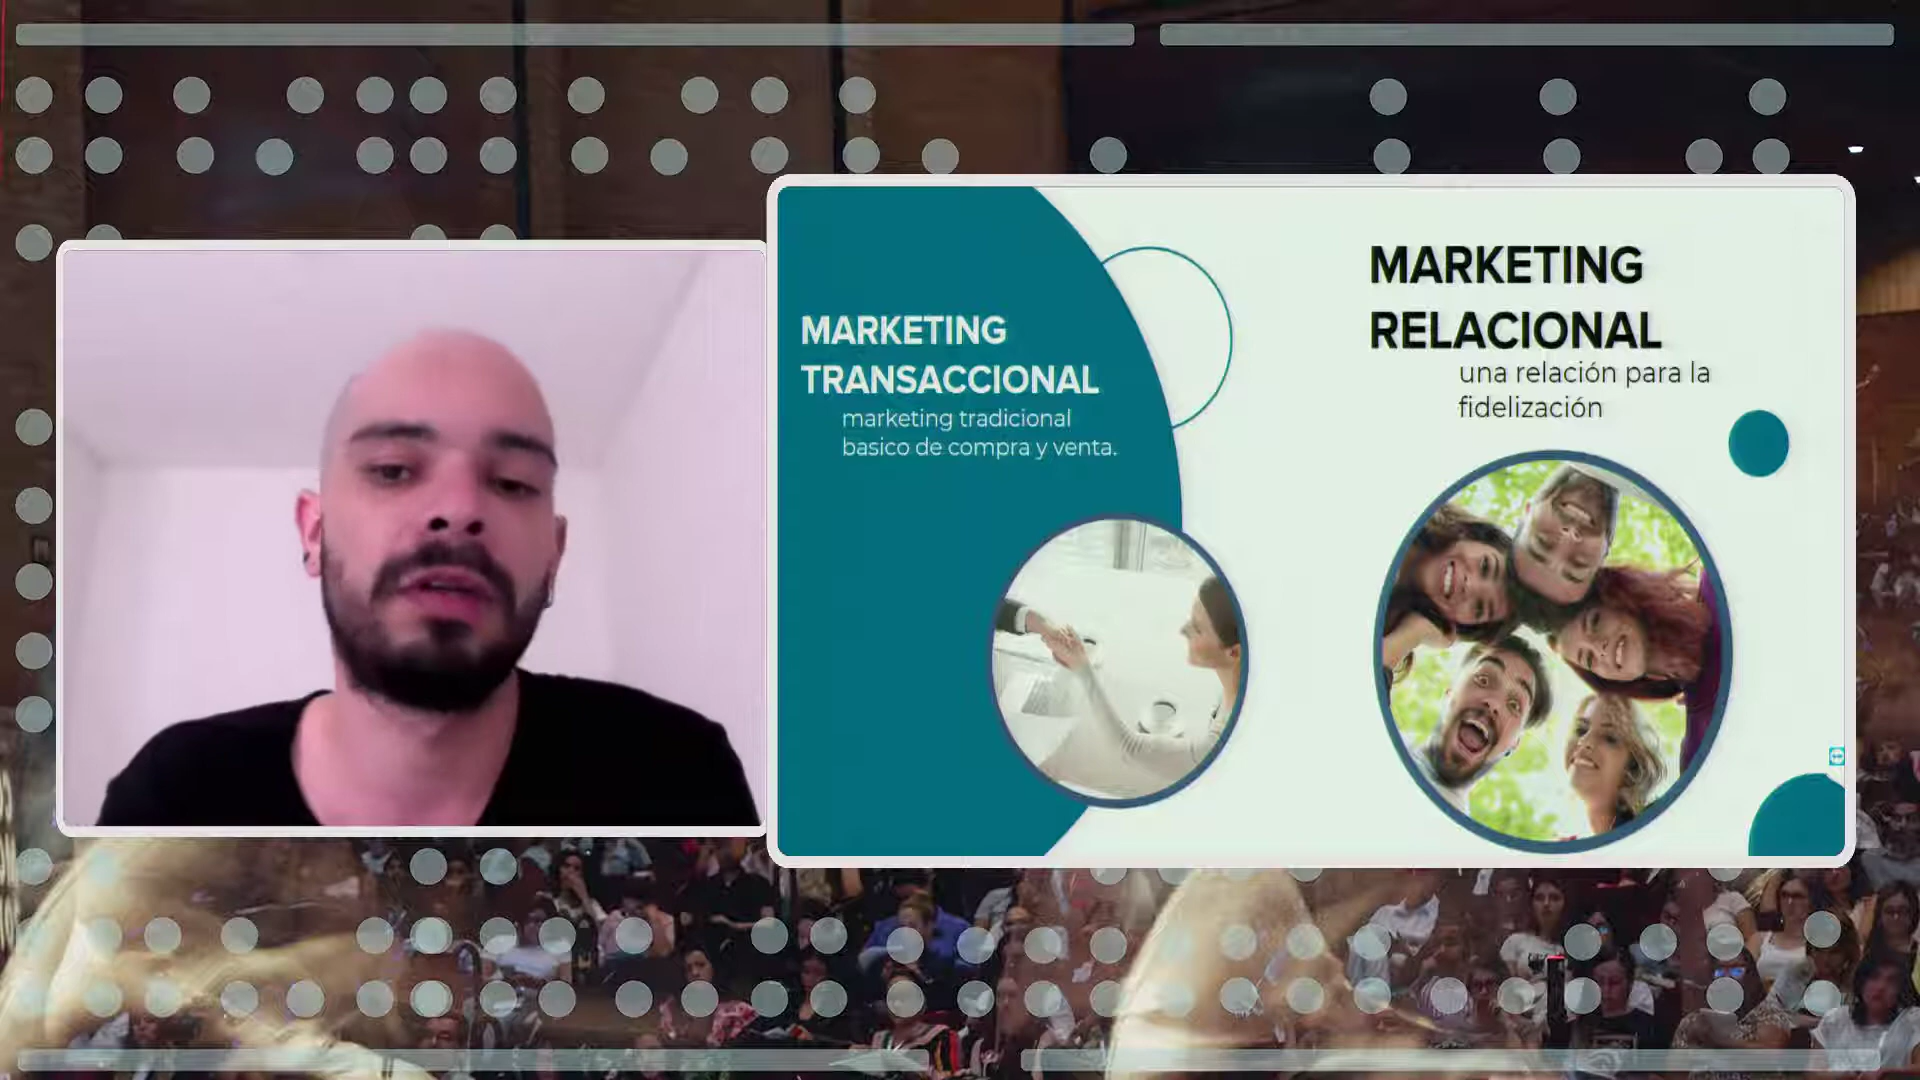 MARKETING
TRANSACCIONAL
marketing tradicional
basico de compra y venta.
MARKETING
RELACIONAL
una relación para la
fidelización